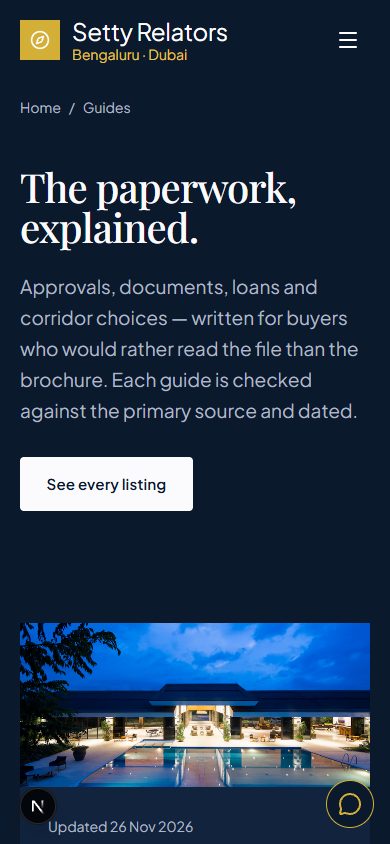 Setty Relators
Bengaluru · Dubai
Home / Guides
The paperwork,
explained.
Approvals, documents, loans and
corridor choices — written for buyers
who would rather read the file than the
brochure. Each guide is checked
against the primary source and dated.
See every listing
N
Updated 26 Nov 2026